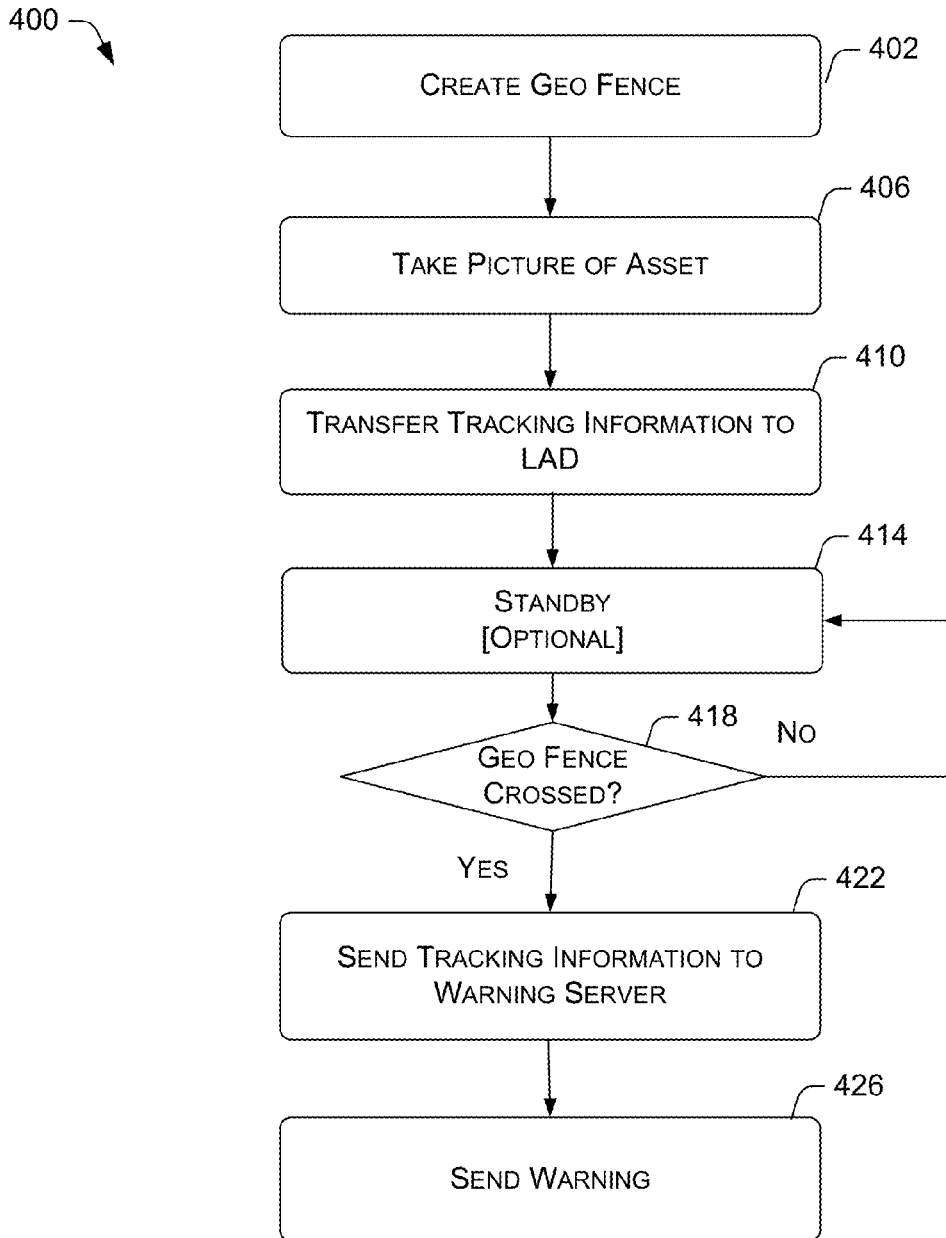 400
402
CREATE GEO FENCE
406
TAKE PICTURE OF ASSET
410
TRANSFER TRACKING INFORMATION TO
LAD
414
STANDBY
[OPTIONAL]
418
NO
GEO FENCE
CROSSED?
YES
422
SEND TRACKING INFORMATION TO
WARNING SERVER
426
SEND WARNING